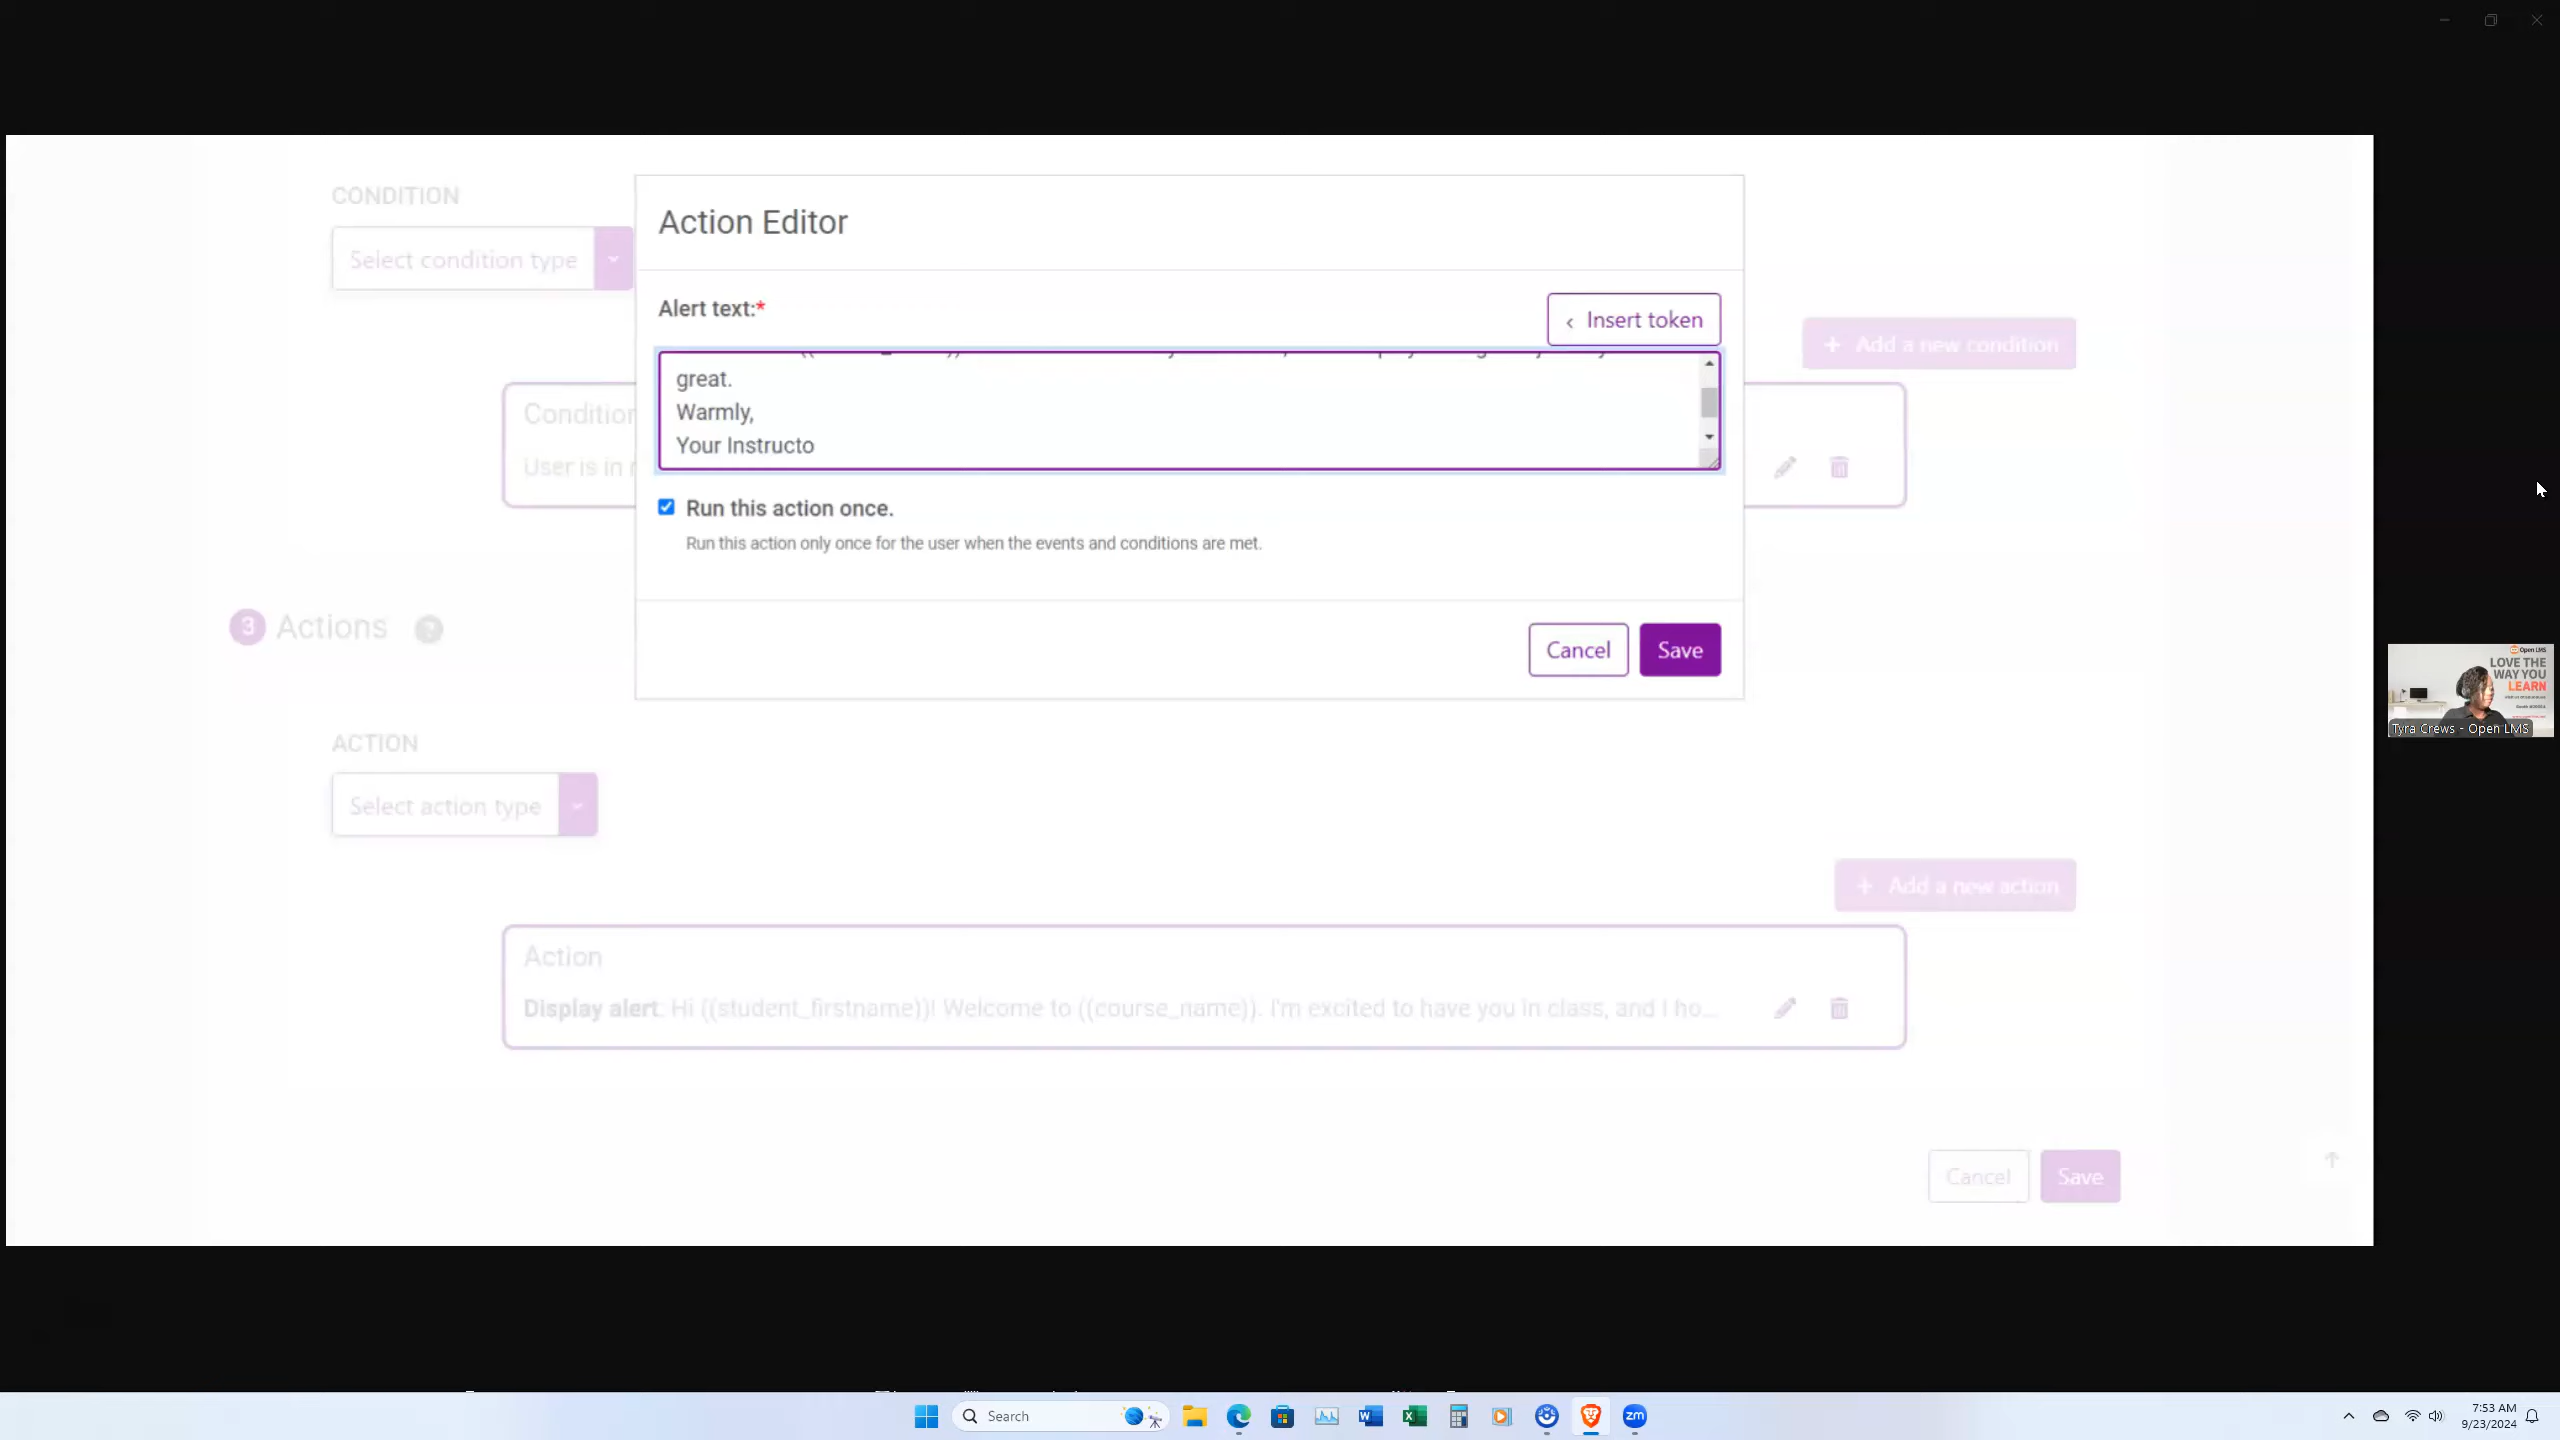 CONDITION
Select condition type
+ Add a new condition
Condition
User is in
3 Actions ?
ACTION
Select action type
+ Add a new action
Action
Display alert: Hi ((student_firstname))! Welcome to ((course_name)). I'm excited to have you in class, and I ho...
Cancel Save
Action Editor
Alert text:*
‹ Insert token
great.
Warmly,
Your Instructo
Run this action once.
Run this action only once for the user when the events and conditions are met.
Cancel Save
Open LMS
LOVE THE
WAY YOU
LEARN
Tyra Crews - Open LMS
Search
zm
7:53 AM
9/23/2024